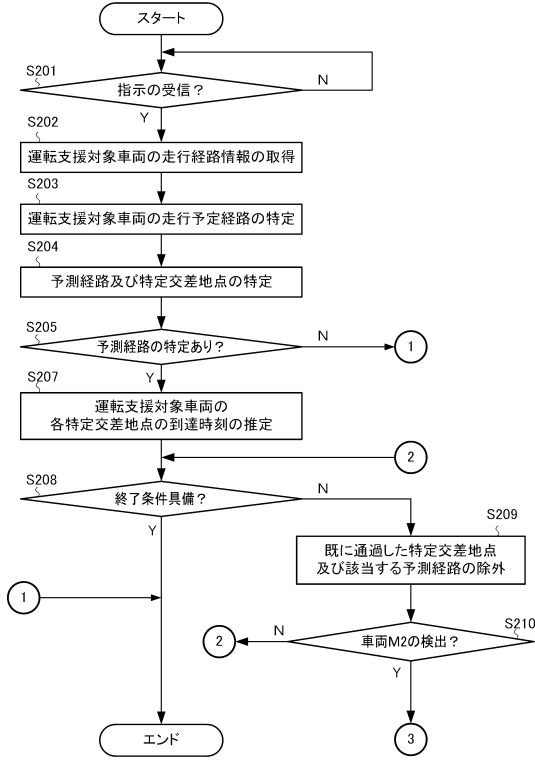 スタート
S201
指示の受信？
N
Y
S202
運転支援対象車両の走行経路情報の取得
S203
運転支援対象車両の走行予定経路の特定
S204
予測経路及び特定交差地点の特定
S205
予測経路の特定あり？
N
1
Y
S207
運転支援対象車両の
各特定交差地点の到達時刻の推定
2
S208
終了条件具備？
N
Y
S209
既に通過した特定交差地点
及び該当する予測経路の除外
1
S210
車両M2の検出？
N
2
Y
3
エンド